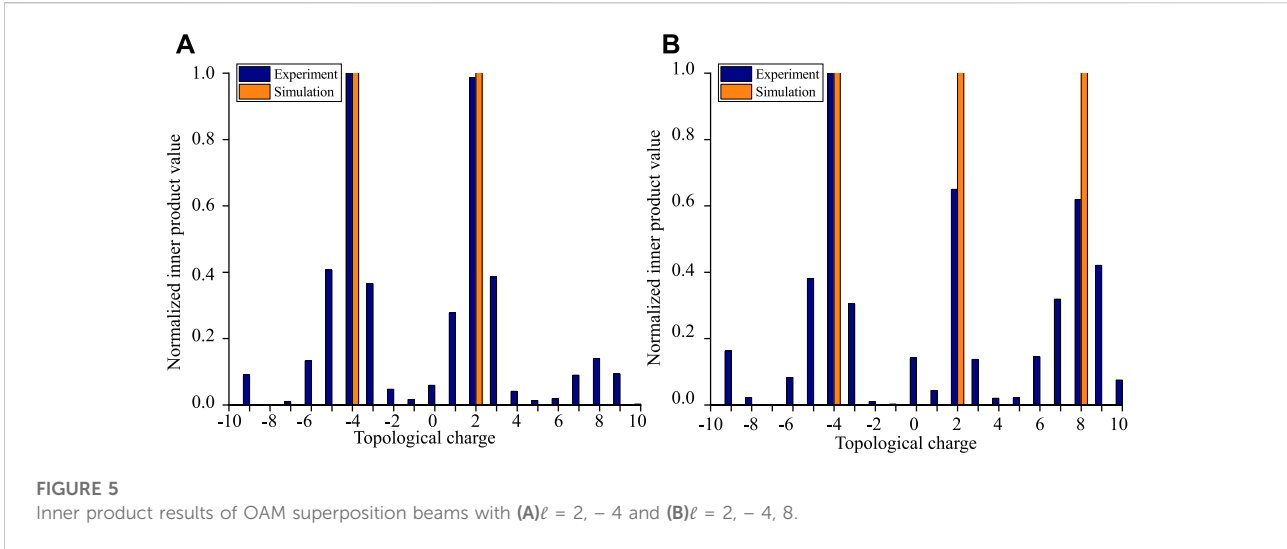 A
Experiment
Simulation
Normalized inner product value
1.0
0.8
0.6
0.4
0.2
0.0
-10 -8 -6 -4 -2 0 2 4 6 8 10
Topological charge
B
Experiment
Simulation
Normalized inner product value
1.0
0.8
0.6
0.4
0.2
0.0
-10 -8 -6 -4 -2 0 2 4 6 8 10
Topological charge
FIGURE 5
Inner product results of OAM superposition beams with (A)ℓ = 2, − 4 and (B)ℓ = 2, − 4, 8.